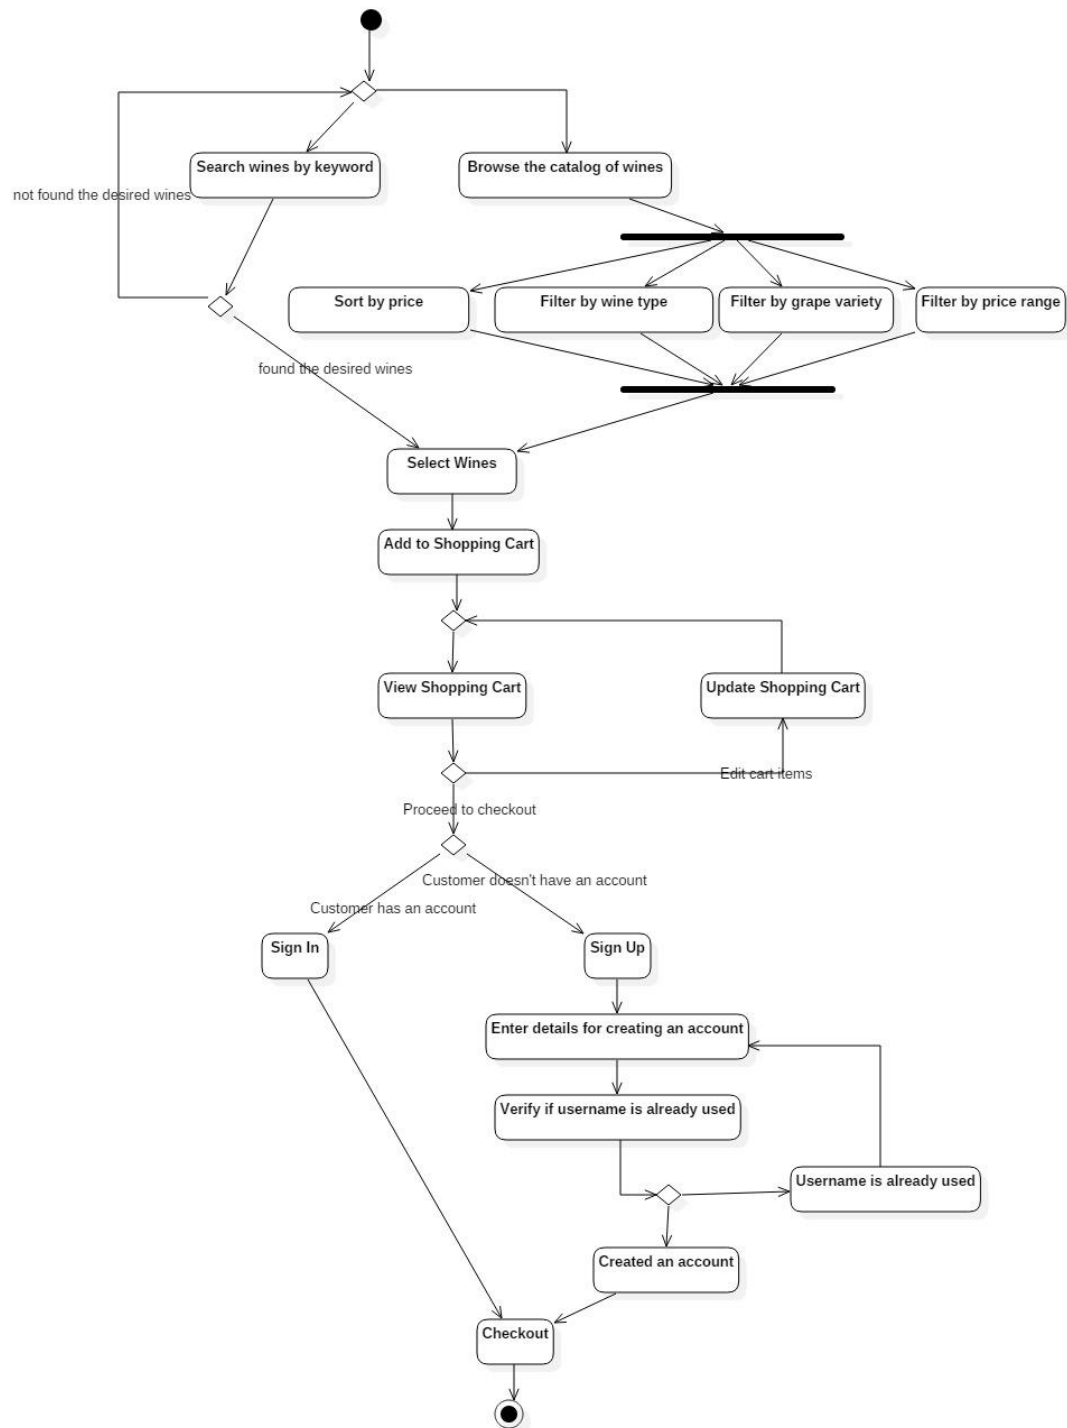 Search wines by keyword
Browse the catalog of wines
not found the desired wines
Sort by price
Filter by wine type
Filter by grape variety
Filter by price range
found the desired wines
Select Wines
Add to Shopping Cart
View Shopping Cart
Update Shopping Cart
Edit cart items
Proceed to checkout
Customer doesn't have an account
Customer has an account
Sign In
Sign Up
Enter details for creating an account
Verify if username is already used
Username is already used
Created an account
Checkout